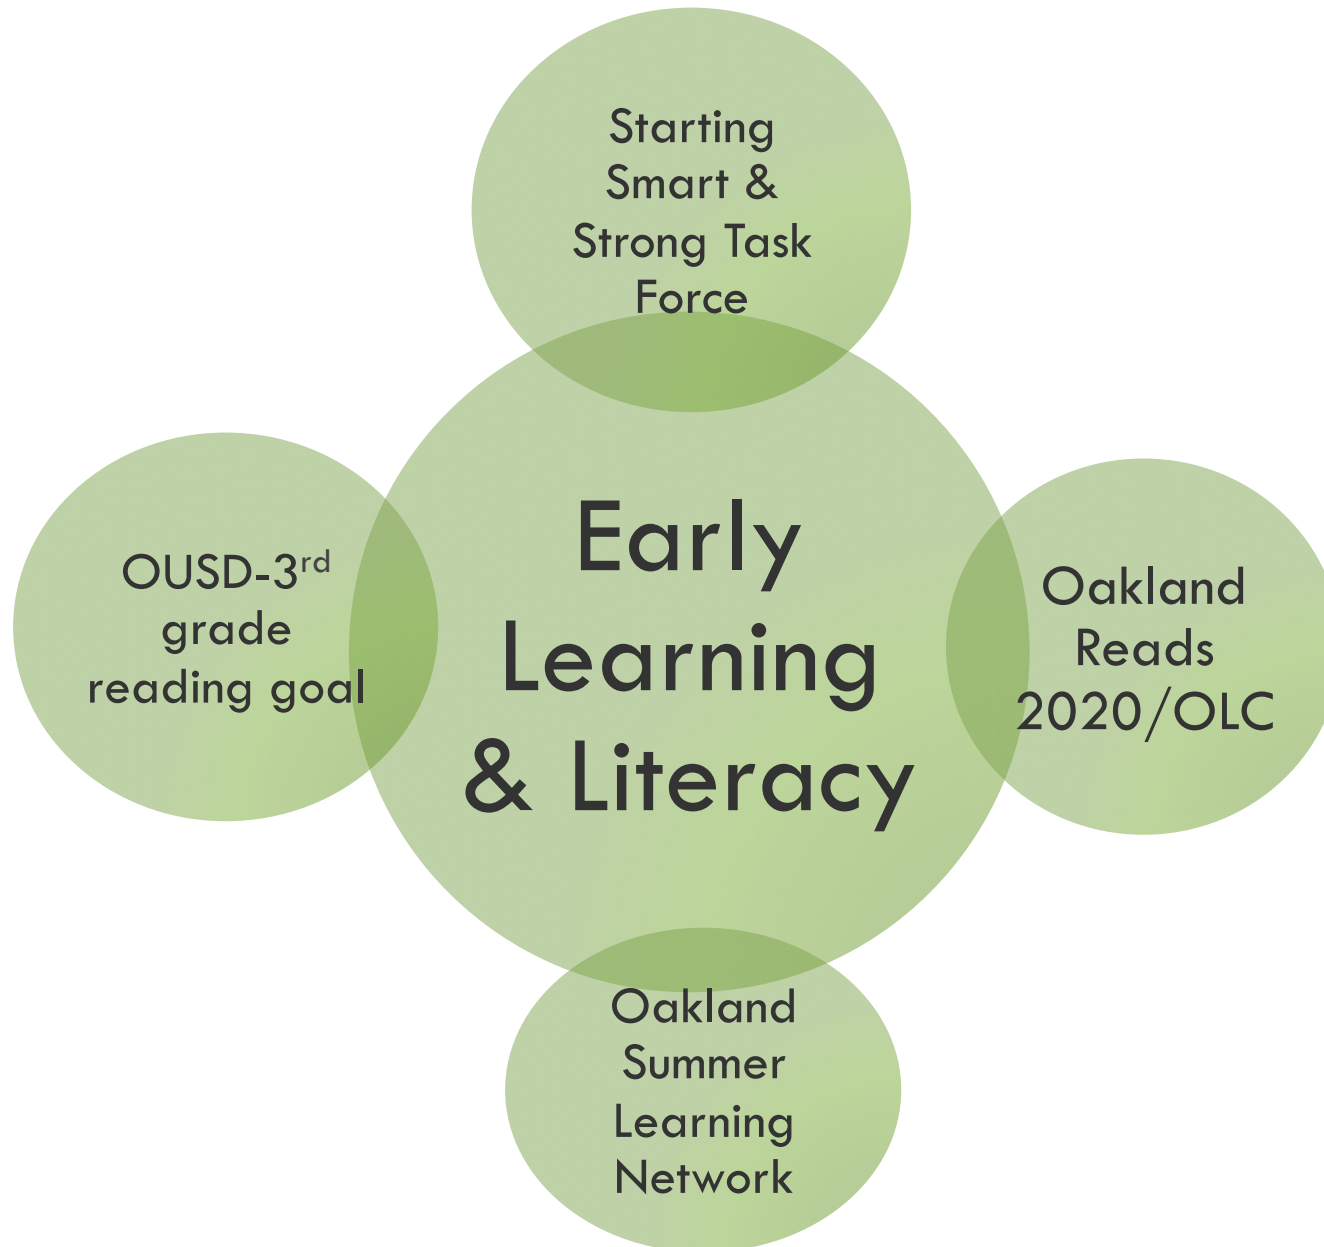 Starting
Smart &
Strong Task
Force
OUSD-3rd
grade
reading goal
Early
Learning
& Literacy
Oakland
Reads
2020/OLC
Oakland
Summer
Learning
Network